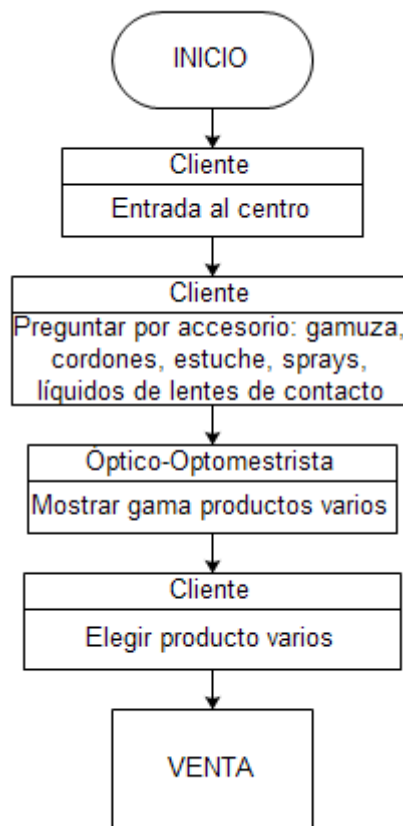 INICIO
Cliente
Entrada al centro
Cliente
Preguntar por accesorio: gamuza,
cordones, estuche, sprays,
líquidos de lentes de contacto
Óptico-Optomestrista
Mostrar gama productos varios
Cliente
Elegir producto varios
VENTA